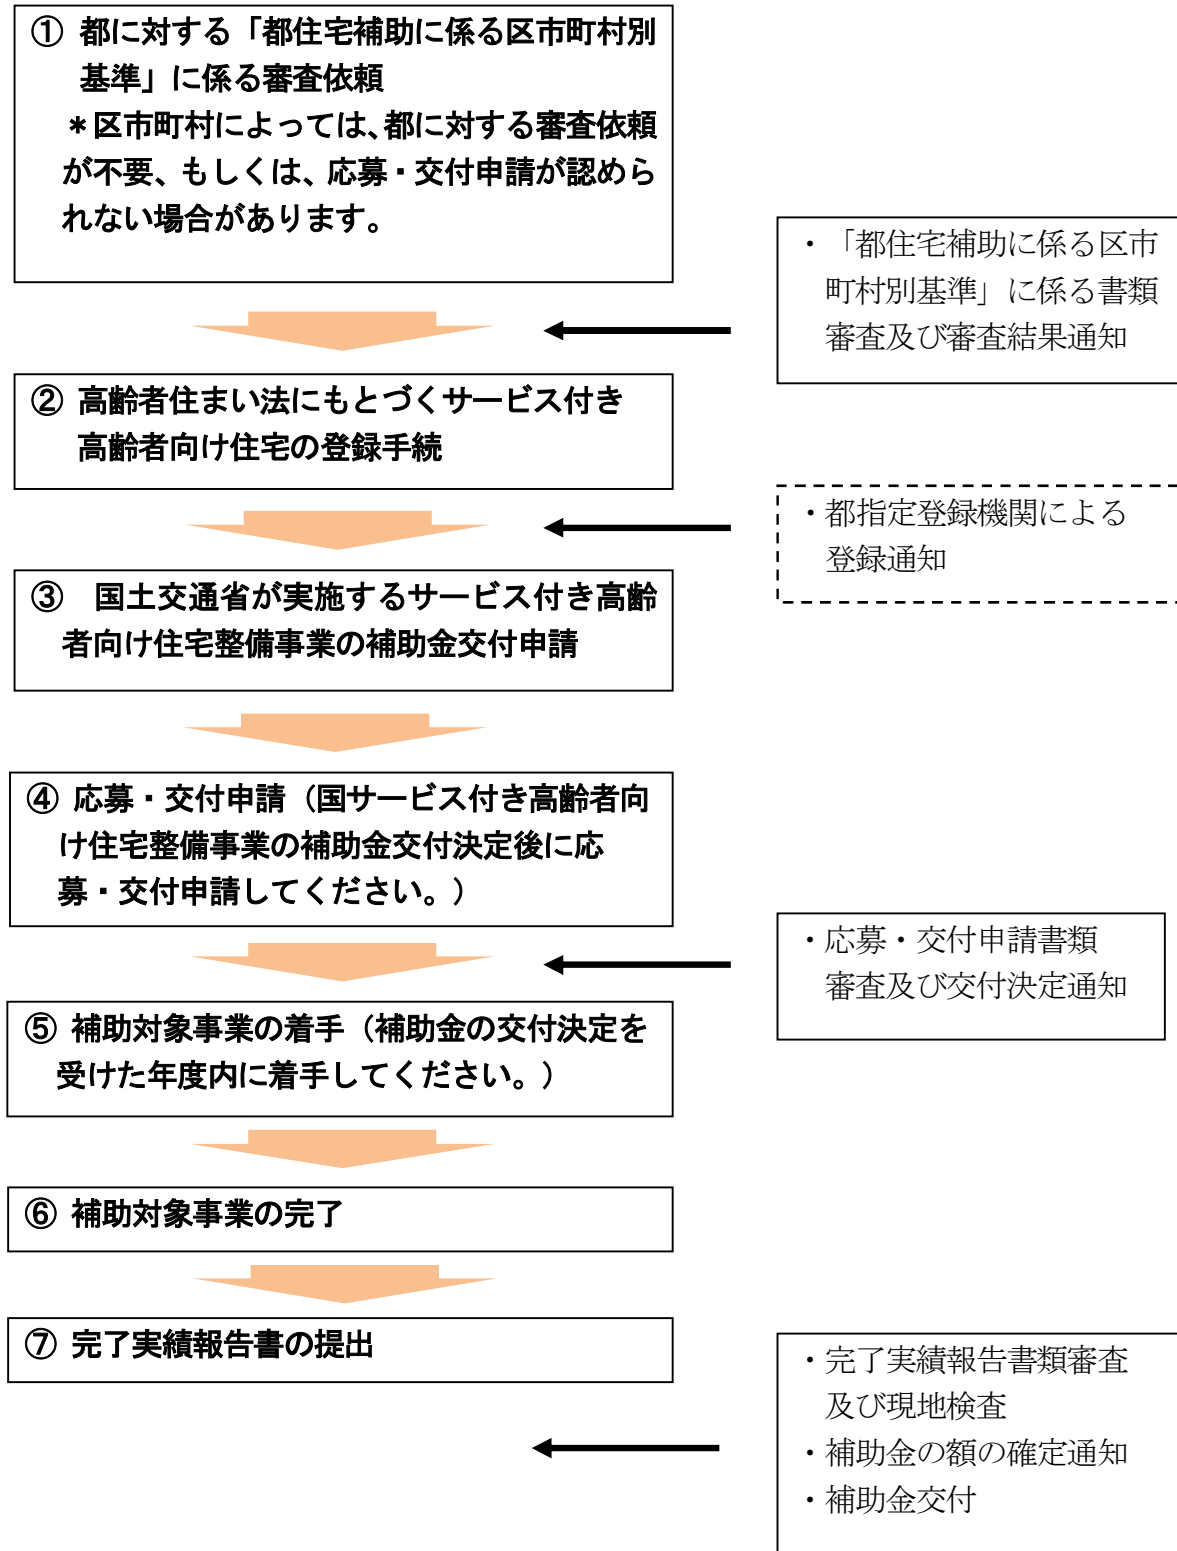 ① 都に対する「都住宅補助に係る区市町村別
基準」に係る審査依頼
＊区市町村によっては、都に対する審査依頼
が不要、もしくは、応募・交付申請が認めら
れない場合があります。
・「都住宅補助に係る区市
町村別基準」に係る書類
審査及び審査結果通知
② 高齢者住まい法にもとづくサービス付き
高齢者向け住宅の登録手続
・都指定登録機関による
登録通知
③ 国土交通省が実施するサービス付き高齢
者向け住宅整備事業の補助金交付申請
④ 応募・交付申請（国サービス付き高齢者向
け住宅整備事業の補助金交付決定後に応
募・交付申請してください。）
・応募・交付申請書類
審査及び交付決定通知
⑤ 補助対象事業の着手（補助金の交付決定を
受けた年度内に着手してください。）
⑥ 補助対象事業の完了
⑦ 完了実績報告書の提出
・完了実績報告書類審査
及び現地検査
・補助金の額の確定通知
・補助金交付